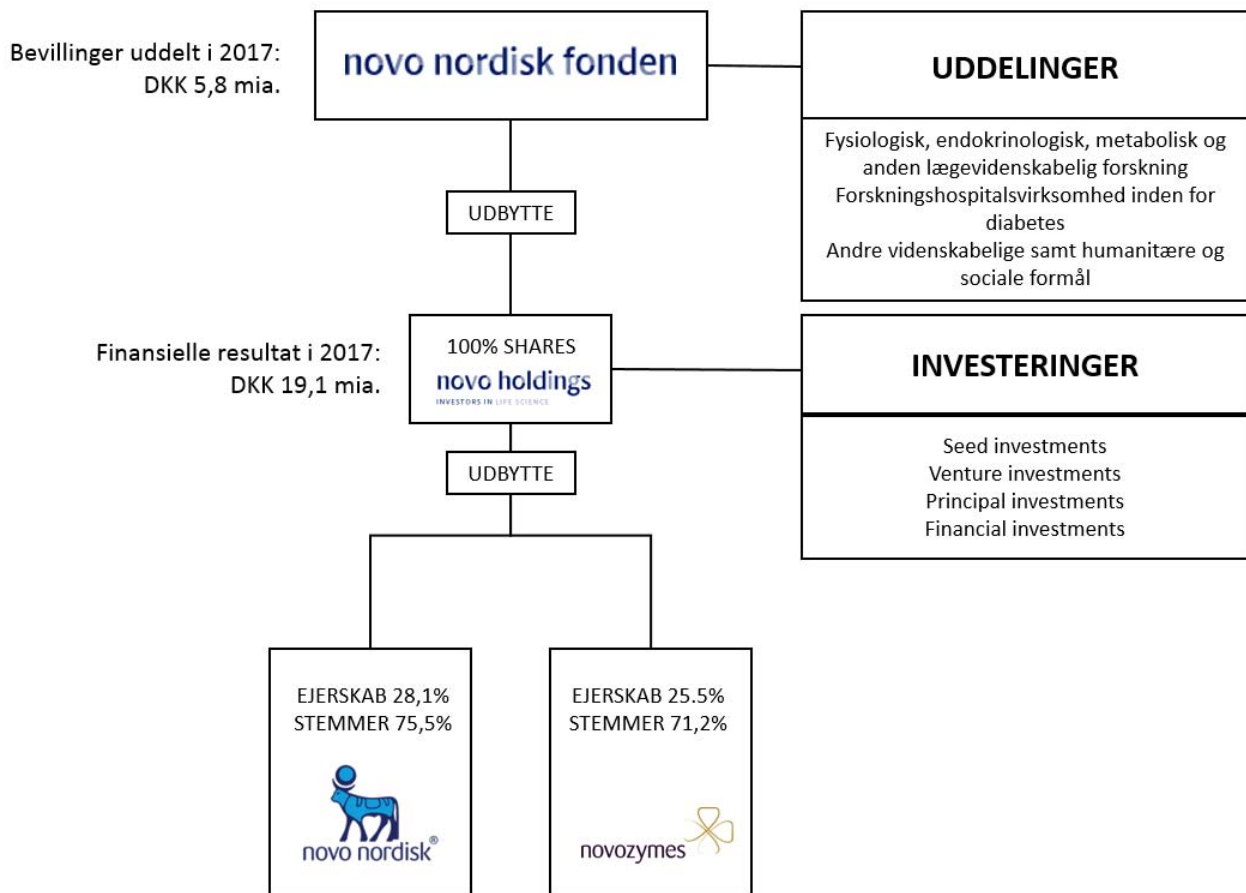 Bevillinger uddelt i 2017:
DKK 5,8 mia.
novo nordisk fonden
UDDELINGER
Fysiologisk, endokrinologisk, metabolisk og
anden lægevidenskabelig forskning
Forskningshospitalsvirksomhed inden for
diabetes
Andre videnskabelige samt humanitære og
sociale formål
UDBYTTE
Finansielle resultat i 2017:
DKK 19,1 mia.
100% SHARES
novo holdings
INVESTORS IN LIFE SCIENCE
INVESTERINGER
Seed investments
Venture investments
Principal investments
Financial investments
UDBYTTE
EJERSKAB 28,1%
STEMMER 75,5%
novo nordisk®
EJERSKAB 25.5%
STEMMER 71,2%
novozymes